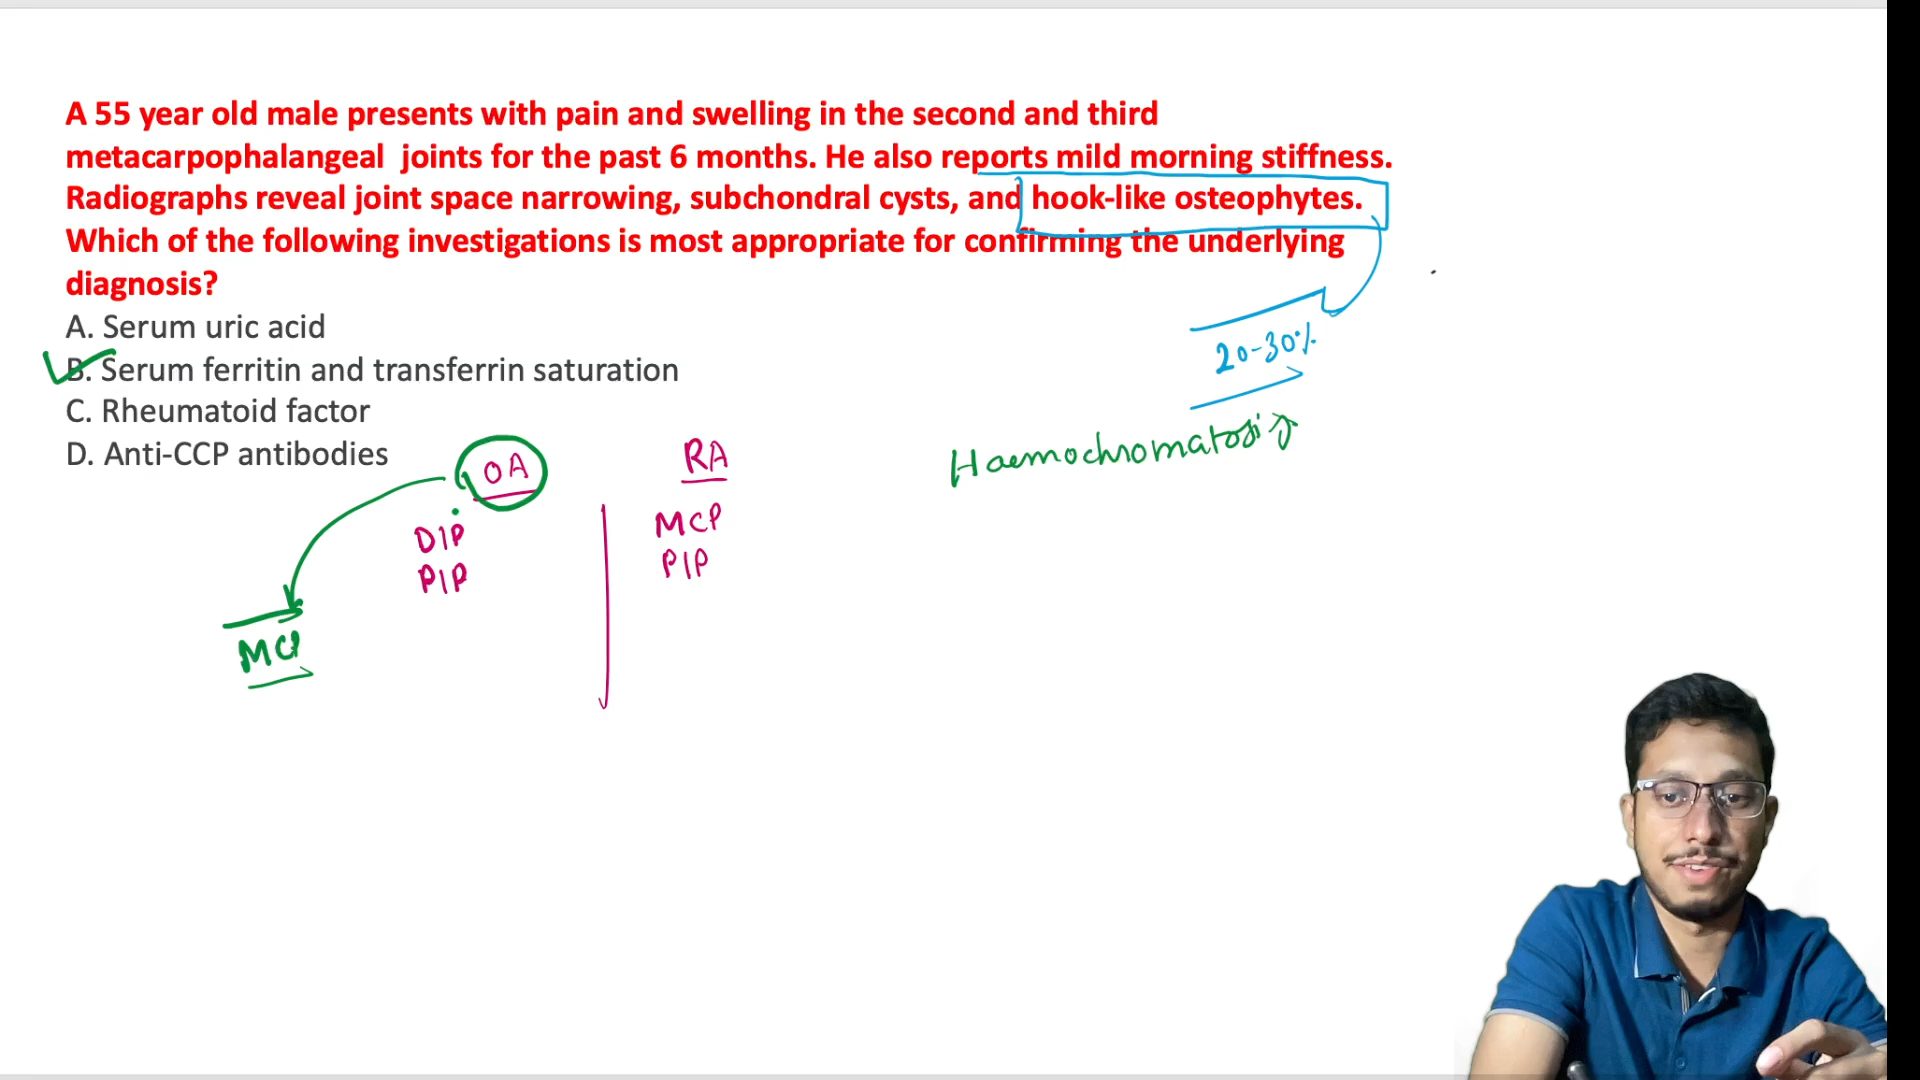 A 55 year old male presents with pain and swelling in the second and third
metacarpophalangeal joints for the past 6 months. He also reports mild morning stiffness.
Radiographs reveal joint space narrowing, subchondral cysts, and hook-like osteophytes.
Which of the following investigations is most appropriate for confirming the underlying
diagnosis?
A. Serum uric acid
B. Serum ferritin and transferrin saturation
C. Rheumatoid factor
D. Anti-CCP antibodies
20-30%
Haemochromatosis
OA
DIP
PIP
RA
MCP
PIP
MCP